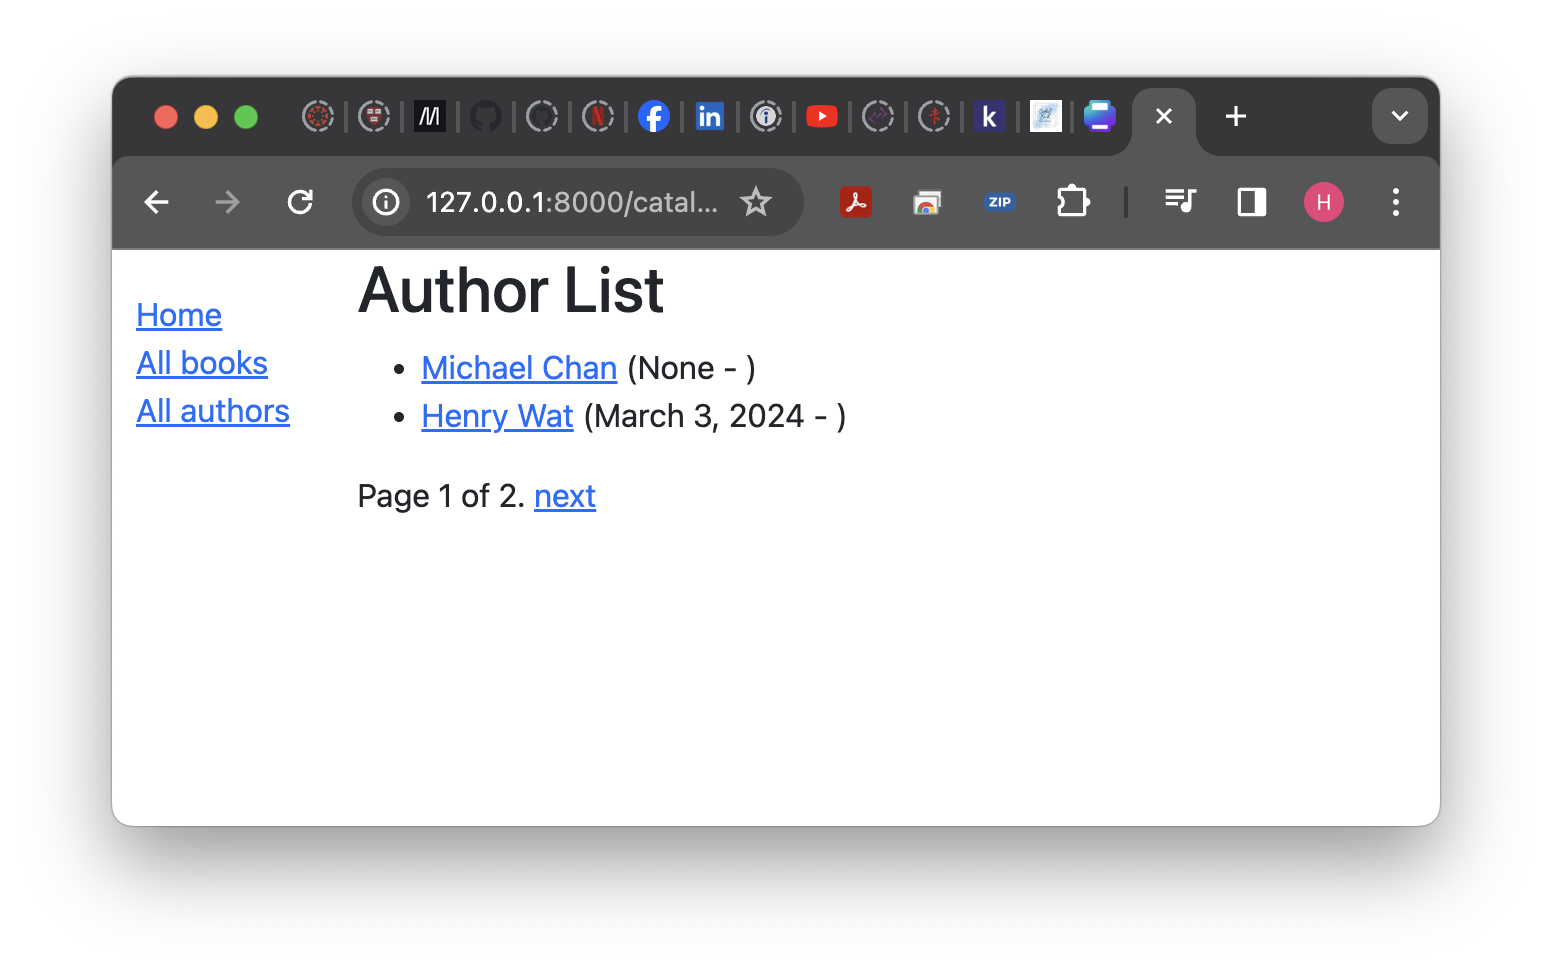 127.0.0.1:8000/catal...
ZIP
H
Home
All books
All authors
Author List
Michael Chan (None - )
Henry Wat (March 3, 2024 - )
Page 1 of 2. next